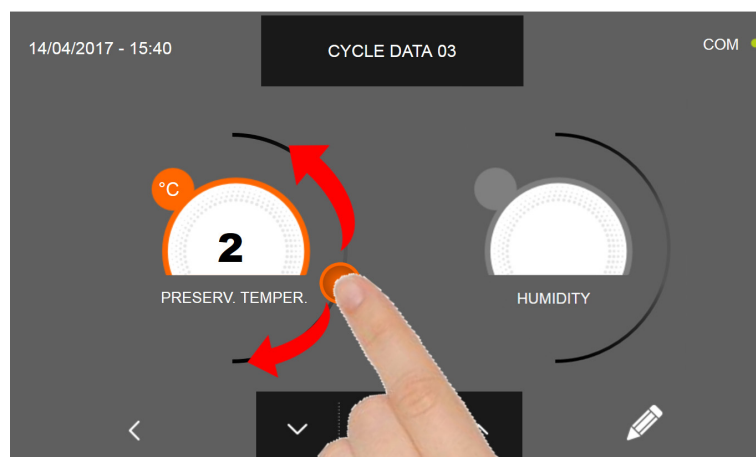 14/04/2017 - 15:40
CYCLE DATA 03
COM
°C
2
PRESERV. TEMPER.
HUMIDITY